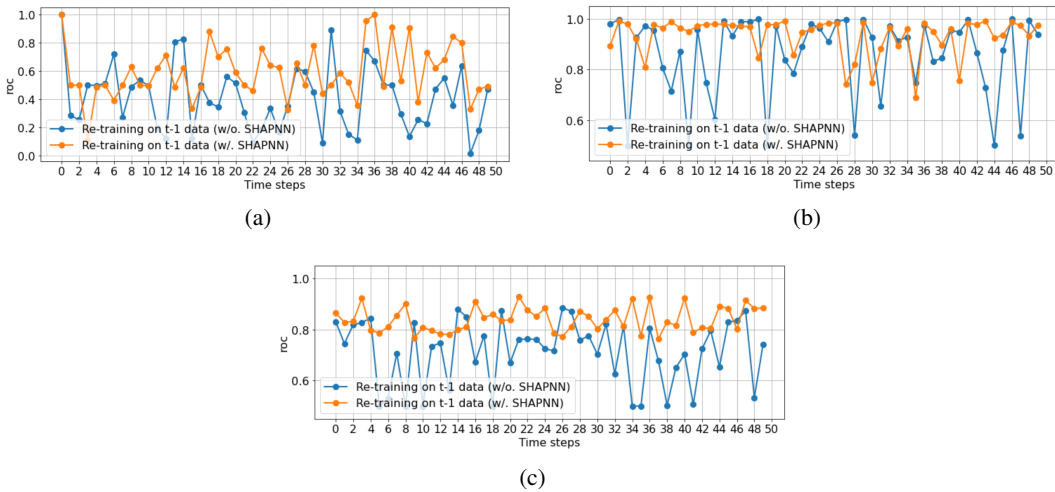 1.0
0.8
0.6
0.4
0.2
0.0
roc
Re-training on t-1 data (w/o. SHAPNN)
Re-training on t-1 data (w/. SHAPNN)
0 2 4 6 8 10 12 14 16 18 20 22 24 26 28 30 32 34 36 38 40 42 44 46 48 50
Time steps
(a)
1.0
0.8
0.6
roc
Re-training on t-1 data (w/o. SHAPNN)
Re-training on t-1 data (w/. SHAPNN)
0 2 4 6 8 10 12 14 16 18 20 22 24 26 28 30 32 34 36 38 40 42 44 46 48 50
Time steps
(b)
1.0
0.8
0.6
roc
Re-training on t-1 data (w/o. SHAPNN)
Re-training on t-1 data (w/. SHAPNN)
0 2 4 6 8 10 12 14 16 18 20 22 24 26 28 30 32 34 36 38 40 42 44 46 48 50
Time steps
(c)